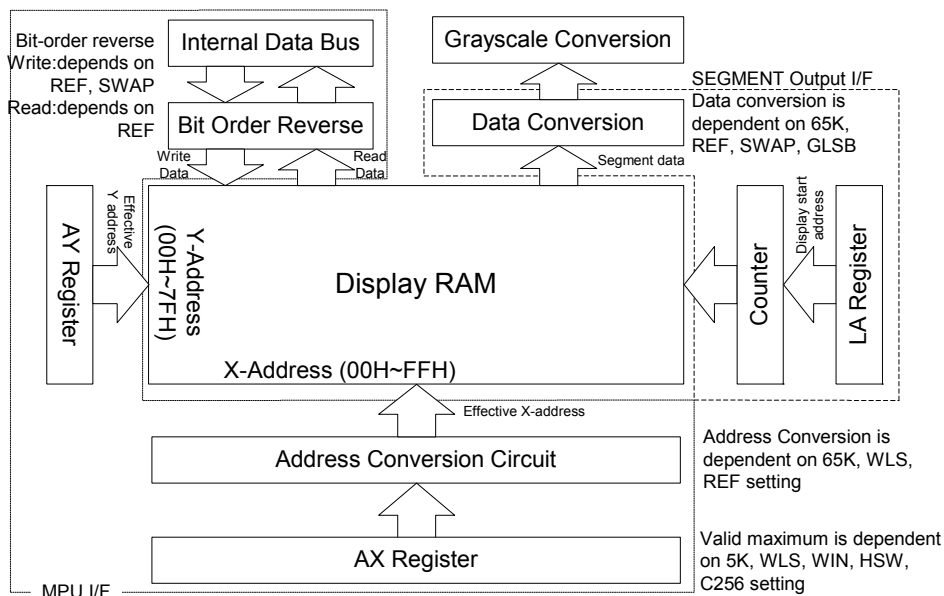 Bit-order reverse
Write:depends on
REF, SWAP
Read:depends on
REF
Internal Data Bus
Bit Order Reverse
Write
Data
Read
Data
Grayscale Conversion
Data Conversion
Segment data
SEGMENT Output I/F
Data conversion is
dependent on 65K,
REF, SWAP, GLSB
AY Register
Effective
Y address
Y-Address
(00H~7FH)
Display RAM
X-Address (00H~FFH)
Counter
Display start
address
LA Register
Effective X-address
Address Conversion Circuit
Address Conversion is
dependent on 65K, WLS,
REF setting
AX Register
Valid maximum is dependent
on 5K, WLS, WIN, HSW,
C256 setting
MPU I/F